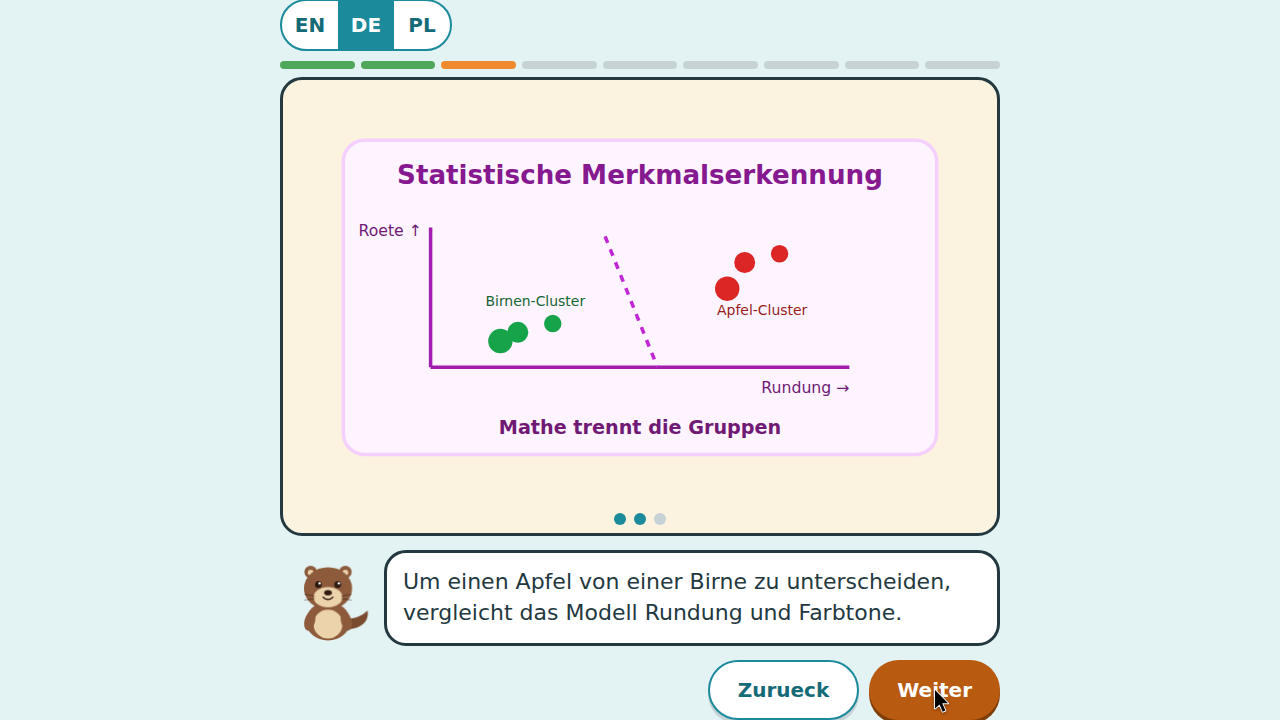 EN DE PL
Statistische Merkmalserkennung
Roete ↑
Birnen-Cluster
Apfel-Cluster
Rundung →
Mathe trennt die Gruppen
Um einen Apfel von einer Birne zu unterscheiden,
vergleicht das Modell Rundung und Farbtone.
Zurueck Weiter